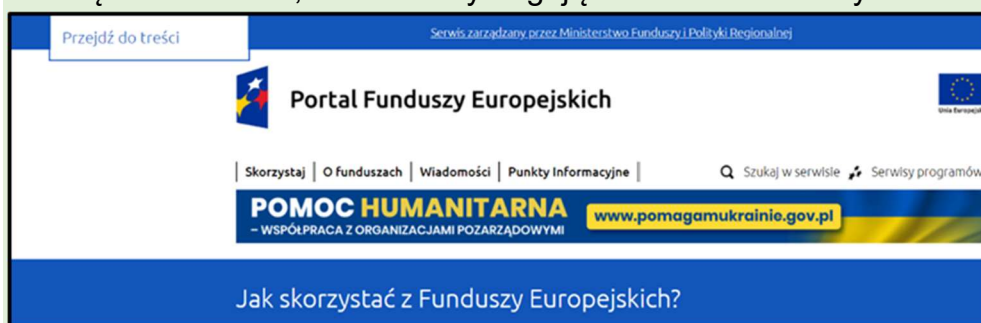 Przejdź do treści
Serwis zarządzany przez Ministerstwo Funduszy i Polityki Regionalnej
Portal Funduszy Europejskich
Skorzystaj O funduszach Wiadomości Punkty Informacyjne Szukaj w serwisie Serwisy programów
POMOC HUMANITARNA
– WSPÓŁPRACA Z ORGANIZACJAMI POZARZĄDOWYMI
www.pomagamukrainie.gov.pl
Jak skorzystać z Funduszy Europejskich?